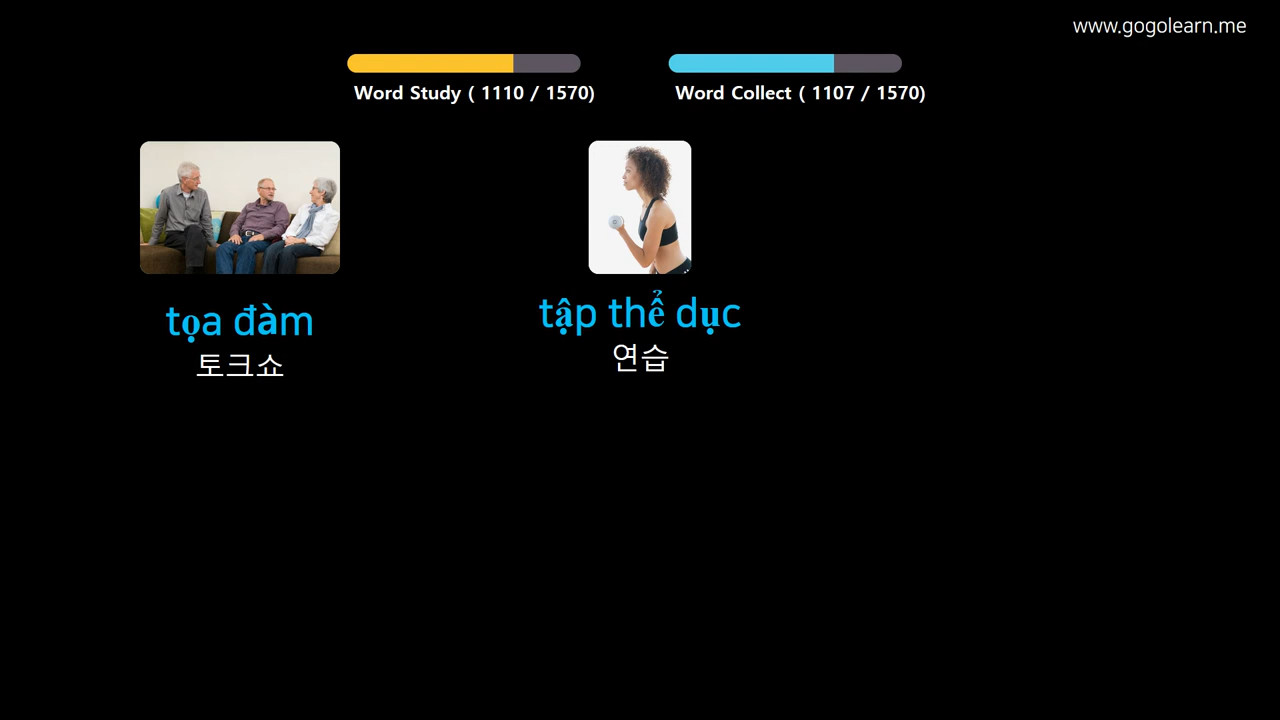 www.gogolearn.me
Word Study ( 1110 / 1570)
Word Collect ( 1107 / 1570)
tọa đàm
토크쇼
tập thể dục
연습